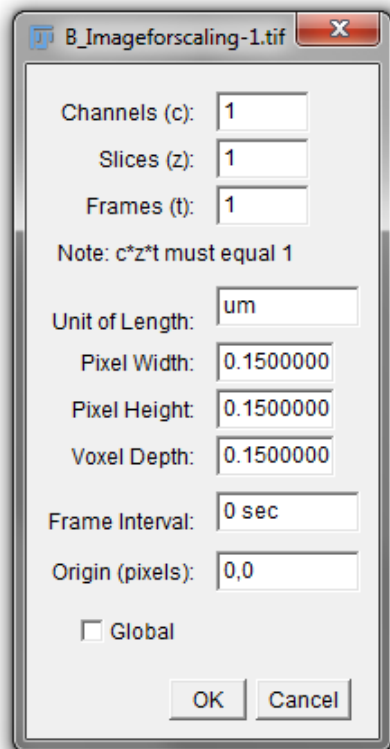 B_Imageforscaling-1.tif
Channels (c): 1
Slices (z): 1
Frames (t): 1
Note: c*z*t must equal 1
Unit of Length: um
Pixel Width: 0.1500000
Pixel Height: 0.1500000
Voxel Depth: 0.1500000
Frame Interval: 0 sec
Origin (pixels): 0,0
Global
OK Cancel